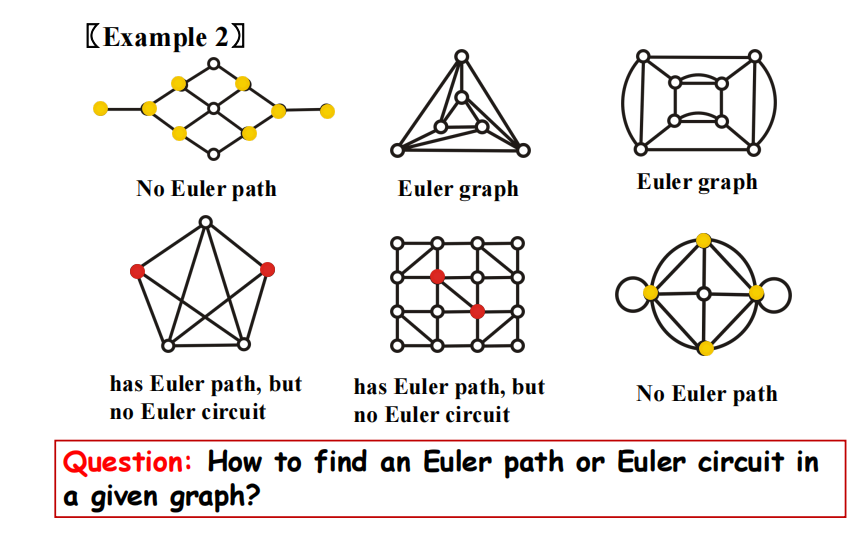 〖Example 2〗
No Euler path
Euler graph
Euler graph
has Euler path, but
no Euler circuit
has Euler path, but
no Euler circuit
No Euler path
Question: How to find an Euler path or Euler circuit in
a given graph?